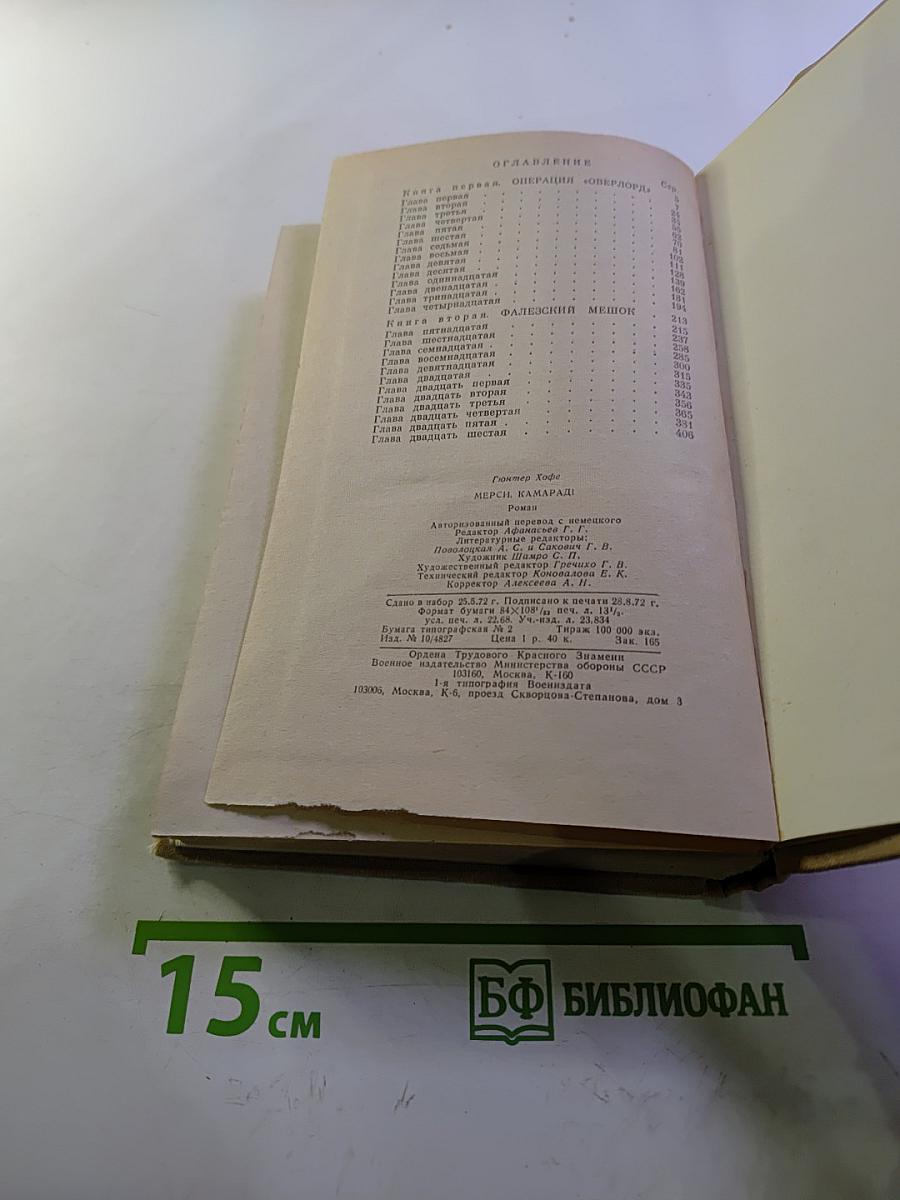 ОГЛАВЛЕНИЕ
Стр.
Книга первая. ОПЕРАЦИЯ «ОВЕРЛОРД» 5
Глава первая 7
Глава вторая 24
Глава третья
Глава четвертая
Глава пятая 62
Глава шестая
Глава седьмая 81
Глава восьмая 102
Глава девятая 111
Глава десятая 128
Глава одиннадцатая 139
Глава двенадцатая 162
Глава тринадцатая 181
Глава четырнадцатая 194
Книга вторая. ФАЛЕЗСКИЙ МЕШОК 213
Глава пятнадцатая 215
Глава шестнадцатая 237
Глава семнадцатая 258
Глава восемнадцатая 285
Глава девятнадцатая 300
Глава двадцатая 315
Глава двадцать первая 335
Глава двадцать вторая 343
Глава двадцать третья 356
Глава двадцать четвертая 365
Глава двадцать пятая 381
Глава двадцать шестая 406
Гюнтер Хофе
МЕРСИ, КАМАРАД!
Роман
Авторизованный перевод с немецкого
Редактор Афанасьев Г. Г.
Литературные редакторы:
Поволоцкая А. С. и Сакович Г. В.
Художник Шамро С. П.
Художественный редактор Гречихо Г. В.
Технический редактор Коновалова Е. К.
Корректор Алексеева А. Н.
Сдано в набор 25.5.72 г. Подписано к печати 28.8.72 г.
Формат бумаги 84×108¹/₃₂ печ. л. 13¹/₂.
усл. печ. л. 22.68. Уч.-изд. л. 23.834
Бумага типографская № 2 Тираж 100 000 экз.
Изд. № 10/4827 Цена 1 р. 40 к. Зак. 165
Ордена Трудового Красного Знамени
Военное издательство Министерства обороны СССР
103160, Москва, К-160
1-я типография Воениздата
103006, Москва, К-6, проезд Скворцова-Степанова, дом 3
15 см
БФ БИБЛИОФАН